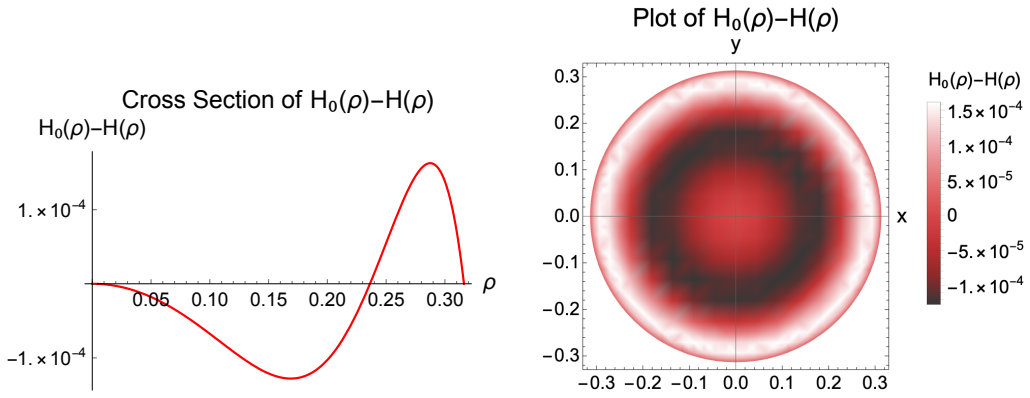 Cross Section of H₀(ρ)−H(ρ)
H₀(ρ)−H(ρ)
1.×10⁻⁴
−1.×10⁻⁴
0.05 0.10 0.15 0.20 0.25 0.30
ρ
Plot of H₀(ρ)−H(ρ)
y
0.3
0.2
0.1
0.0
−0.1
−0.2
−0.3
−0.3 −0.2 −0.1 0.0 0.1 0.2 0.3
x
H₀(ρ)−H(ρ)
1.5×10⁻⁴
1.×10⁻⁴
5.×10⁻⁵
0
−5.×10⁻⁵
−1.×10⁻⁴